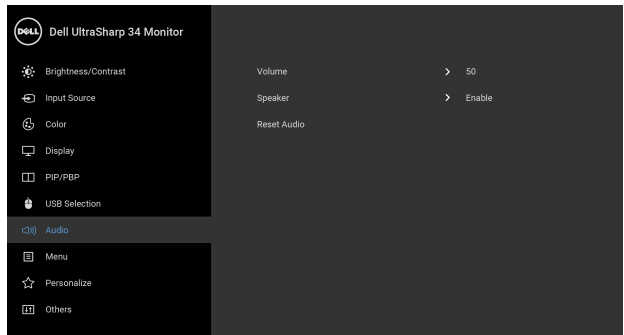 DELL Dell UltraSharp 34 Monitor
Brightness/Contrast
Volume 50
Input Source
Speaker Enable
Color
Reset Audio
Display
PIP/PBP
USB Selection
Audio
Menu
Personalize
Others